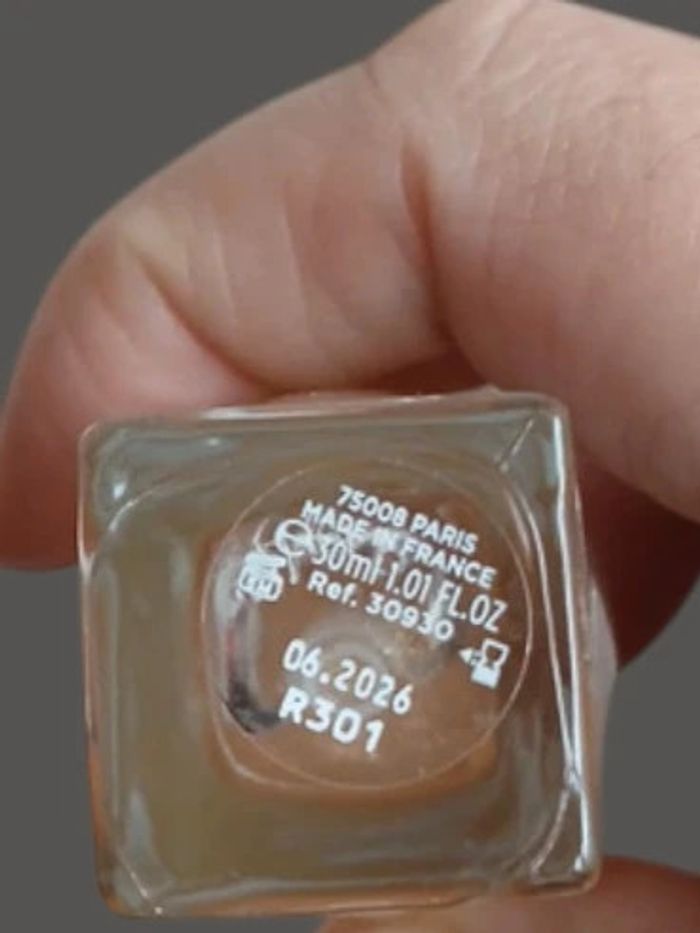 75008 PARIS
MADE IN FRANCE
e 30ml-1.01 FL.OZ
Ref. 30930
06.2026
R301